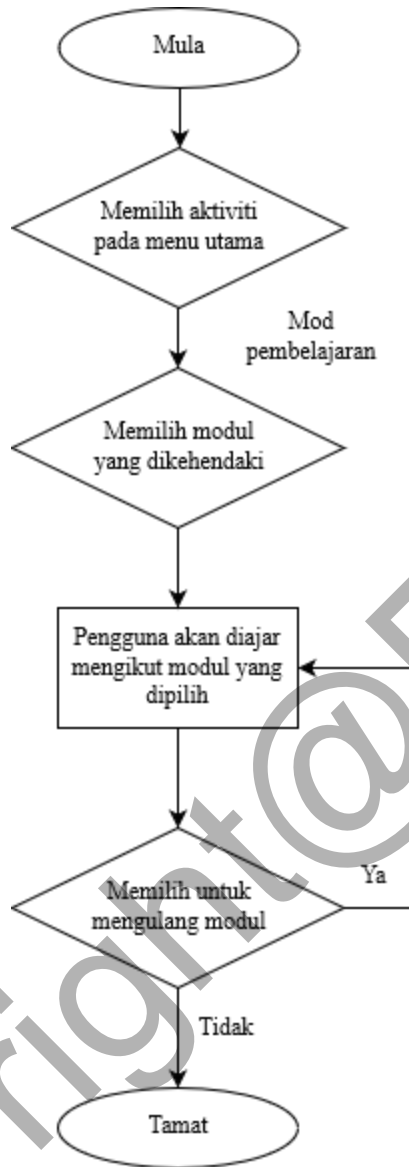 Mula
Memilih aktiviti
pada menu utama
Mod
pembelajaran
Memilih modul
yang dikehendaki
Pengguna akan diajar
mengikut modul yang
dipilih
Memilih untuk
mengulang modul
Ya
Tidak
Tamat
right@